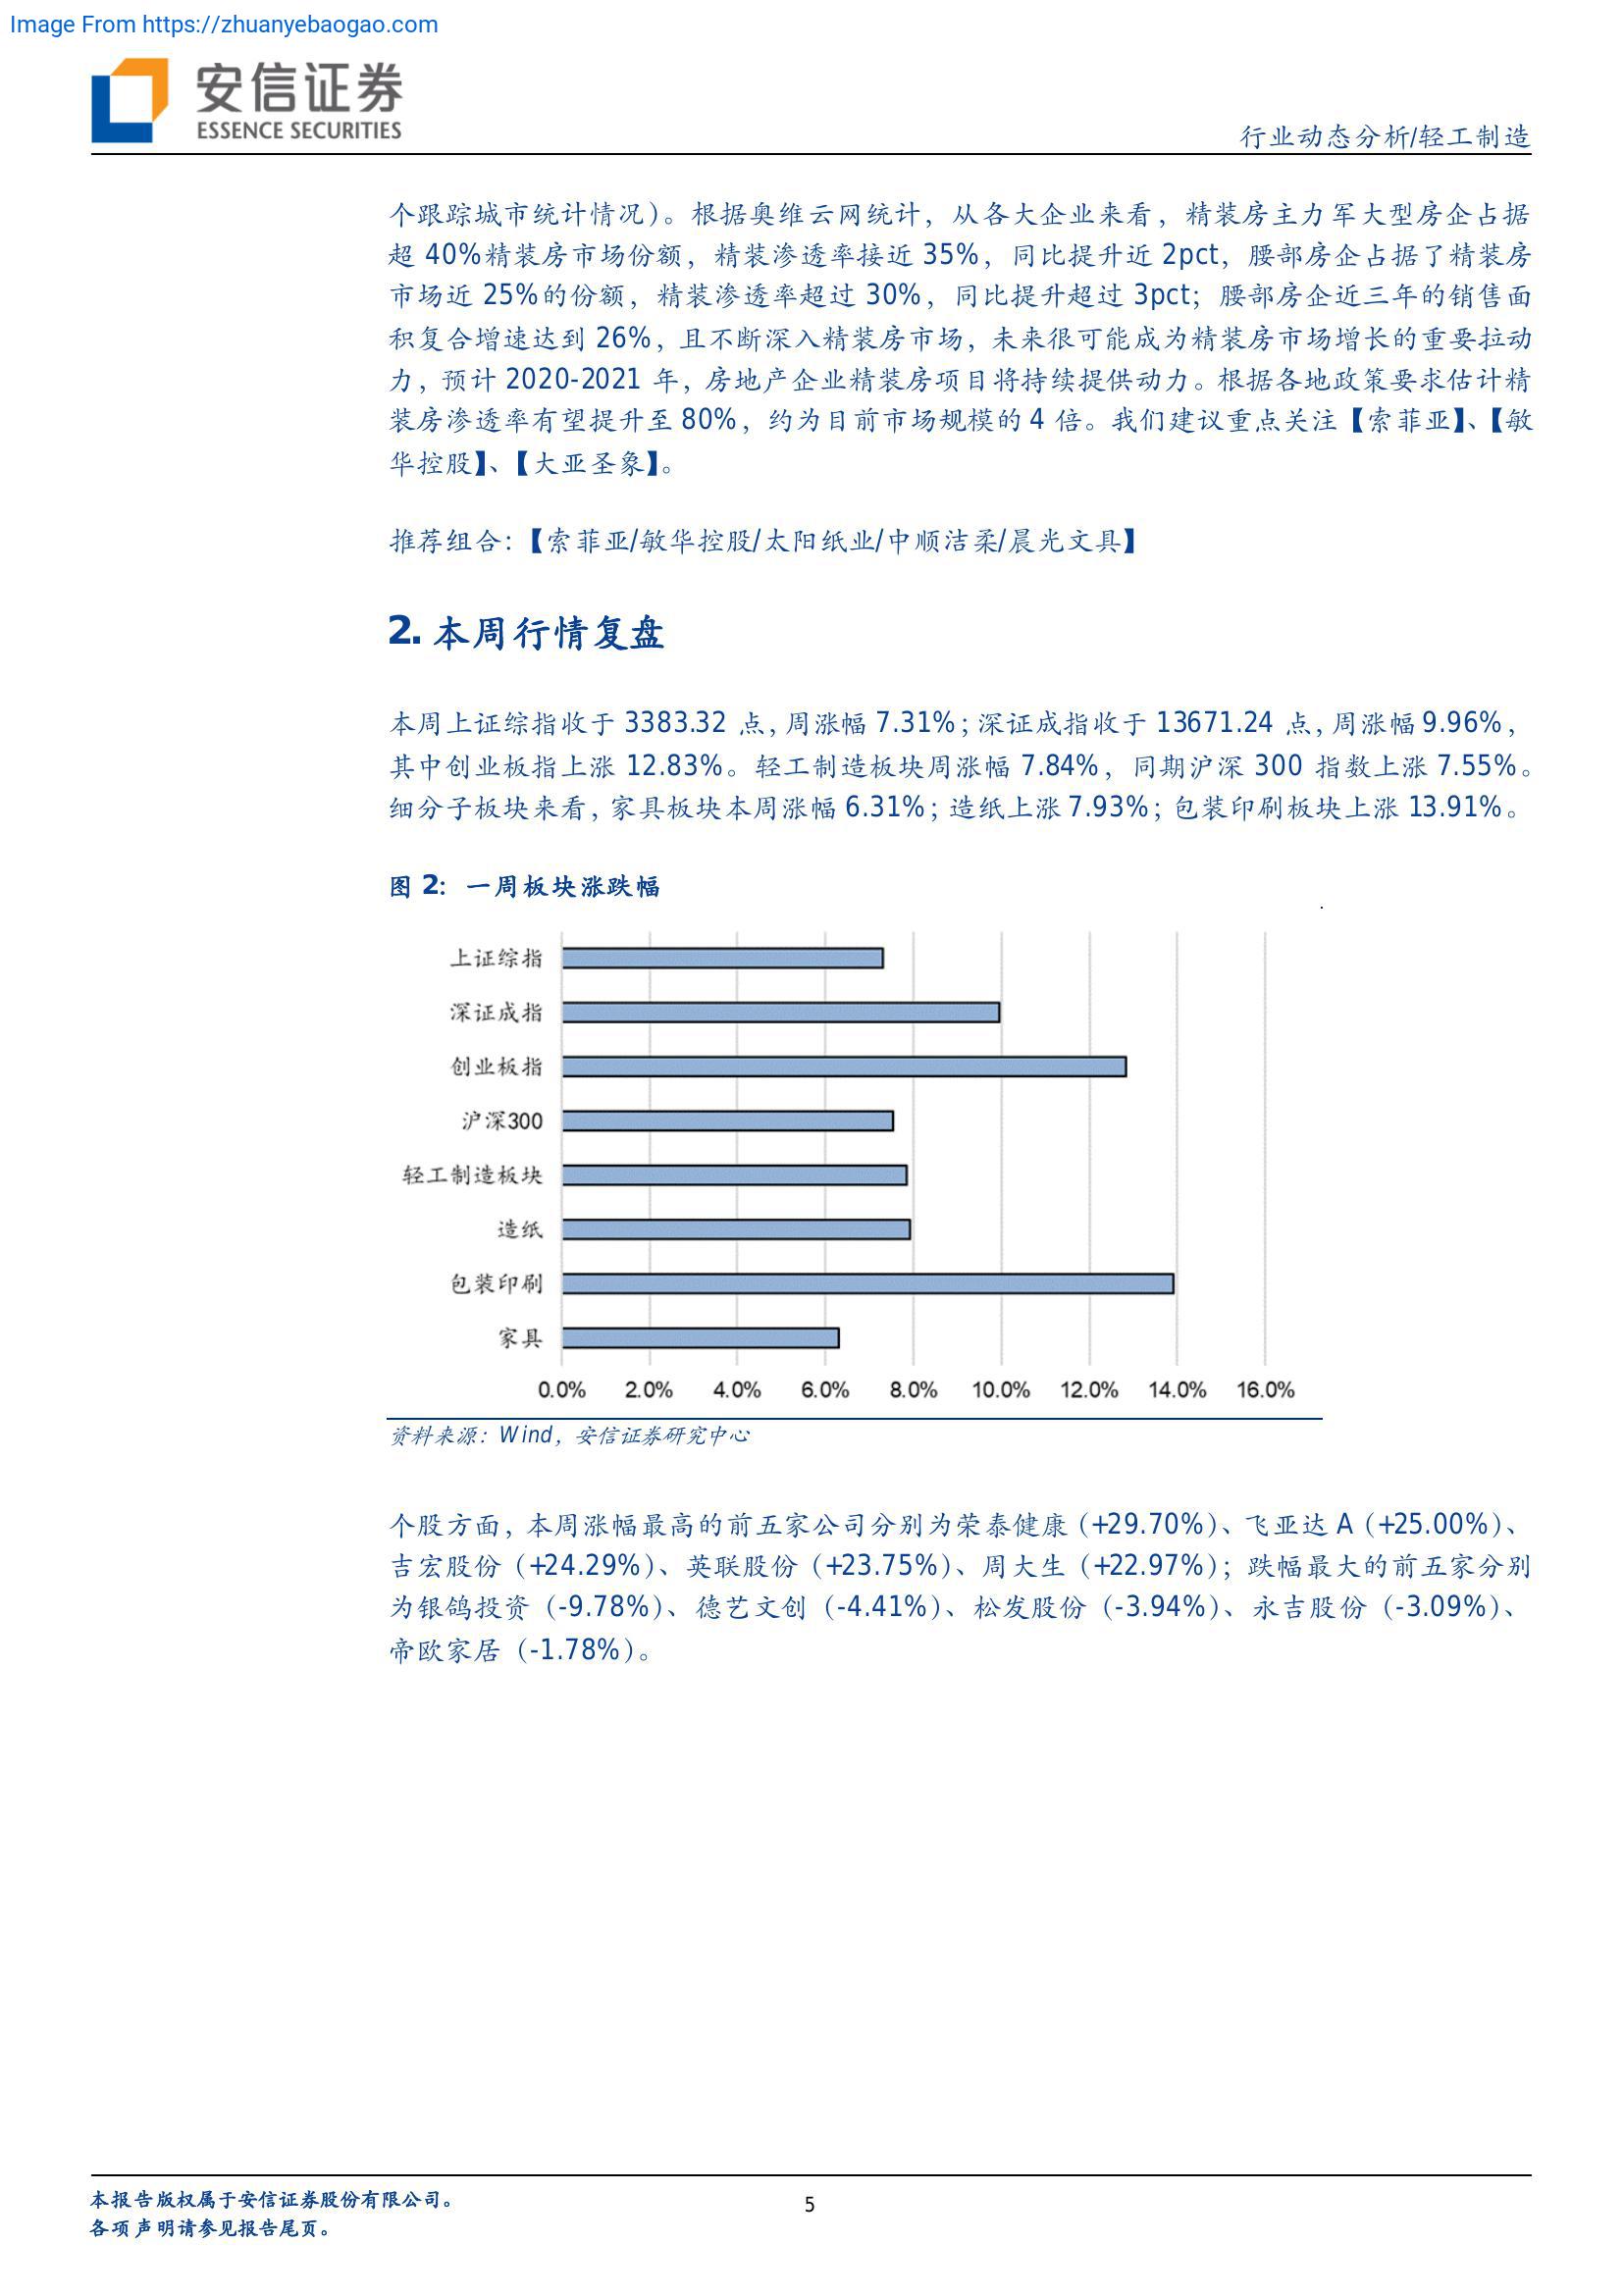 Image From https://zhuanyebaogao.com
安信证券
ESSENCE SECURITIES
行业动态分析/轻工制造
个跟踪城市统计情况）。根据奥维云网统计，从各大企业来看，精装房主力军大型房企占据
超 40%精装房市场份额，精装渗透率接近 35%，同比提升近 2pct，腰部房企占据了精装房
市场近 25%的份额，精装渗透率超过 30%，同比提升超过 3pct；腰部房企近三年的销售面
积复合增速达到 26%，且不断深入精装房市场，未来很可能成为精装房市场增长的重要拉动
力，预计 2020-2021 年，房地产企业精装房项目将持续提供动力。根据各地政策要求估计精
装房渗透率有望提升至 80%，约为目前市场规模的 4 倍。我们建议重点关注【索菲亚】、【敏
华控股】、【大亚圣象】。
推荐组合：【索菲亚/敏华控股/太阳纸业/中顺洁柔/晨光文具】
2. 本周行情复盘
本周上证综指收于 3383.32 点，周涨幅 7.31%；深证成指收于 13671.24 点，周涨幅 9.96%，
其中创业板指上涨 12.83%。轻工制造板块周涨幅 7.84%，同期沪深 300 指数上涨 7.55%。
细分子板块来看，家具板块本周涨幅 6.31%；造纸上涨 7.93%；包装印刷板块上涨 13.91%。
图 2：一周板块涨跌幅
上证综指
深证成指
创业板指
沪深300
轻工制造板块
造纸
包装印刷
家具
0.0% 2.0% 4.0% 6.0% 8.0% 10.0% 12.0% 14.0% 16.0%
资料来源：Wind，安信证券研究中心
个股方面，本周涨幅最高的前五家公司分别为荣泰健康（+29.70%）、飞亚达 A（+25.00%）、
吉宏股份（+24.29%）、英联股份（+23.75%）、周大生（+22.97%）；跌幅最大的前五家分别
为银鸽投资（-9.78%）、德艺文创（-4.41%）、松发股份（-3.94%）、永吉股份（-3.09%）、
帝欧家居（-1.78%）。
本报告版权属于安信证券股份有限公司。
5
各项声明请参见报告尾页。